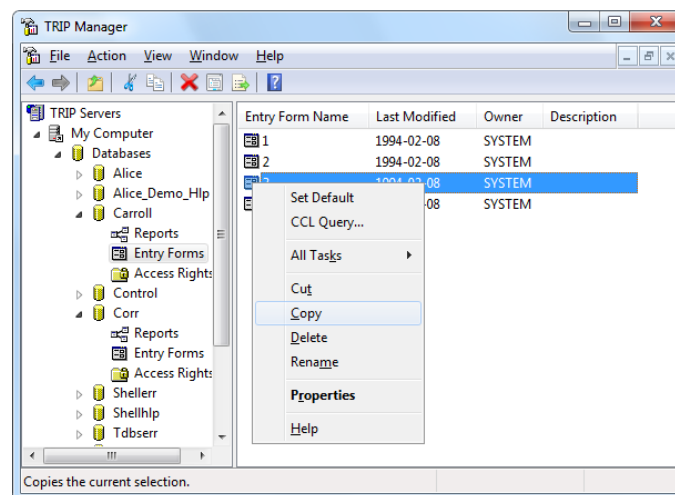 TRIP Manager
File Action View Window Help
TRIP Servers
My Computer
Databases
Alice
Alice_Demo_Hlp
Carroll
Reports
Entry Forms
Access Rights
Control
Corr
Reports
Entry Forms
Access Rights
Shellerr
Shellhlp
Tdbserr
Entry Form Name Last Modified Owner Description
1 1994-02-08 SYSTEM
2 1994-02-08 SYSTEM
1994-02-08 SYSTEM
-08 SYSTEM
Set Default
CCL Query...
All Tasks
Cut
Copy
Delete
Rename
Properties
Help
Copies the current selection.